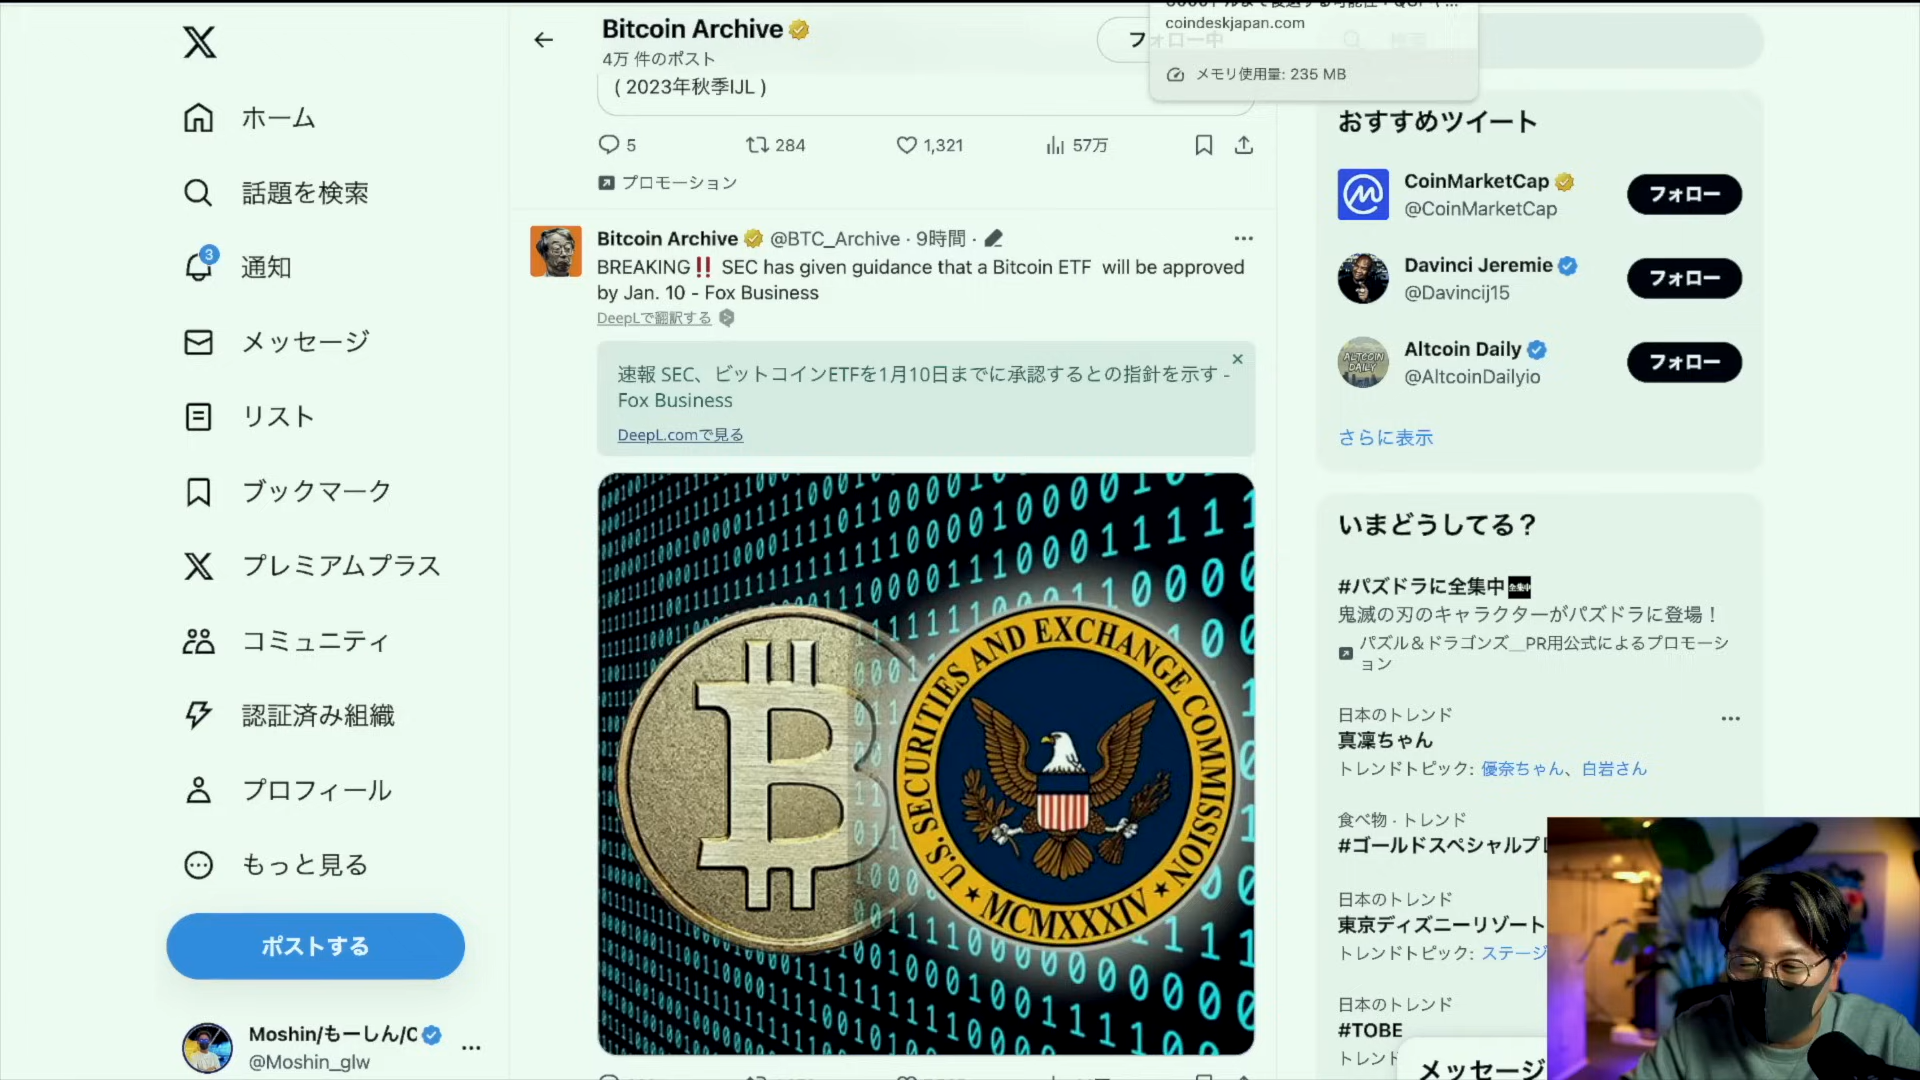 Bitcoin Archive
4万 件のポスト
coindeskjapan.com
メモリ使用量: 235 MB
フォロー中
検索
( 2023年秋季IJL )
5
284
1,321
57万
プロモーション
ホーム
話題を検索
3
通知
メッセージ
リスト
ブックマーク
プレミアムプラス
コミュニティ
認証済み組織
プロフィール
もっと見る
ポストする
Moshin/もーしん/C
@Moshin_glw
Bitcoin Archive @BTC_Archive · 9時間 ·
BREAKING‼️ SEC has given guidance that a Bitcoin ETF will be approved
by Jan. 10 - Fox Business
DeepLで翻訳する
速報 SEC、ビットコインETFを1月10日までに承認するとの指針を示す -
Fox Business
DeepL.comで見る
U.S. SECURITIES AND EXCHANGE COMMISSION
MCMXXXIV
おすすめツイート
CoinMarketCap
@CoinMarketCap
フォロー
Davinci Jeremie
@Davincij15
フォロー
ALTCOIN
DAILY
Altcoin Daily
@AltcoinDailyio
フォロー
さらに表示
いまどうしてる？
#パズドラに全集中
鬼滅の刃のキャラクターがパズドラに登場！
パズル＆ドラゴンズ__PR用公式によるプロモーシ
ョン
日本のトレンド
真凜ちゃん
トレンドトピック: 優奈ちゃん、白岩さん
食べ物 · トレンド
#ゴールドスペシャルプ
日本のトレンド
東京ディズニーリゾート
トレンドトピック: ステージ
日本のトレンド
#TOBE
トレンド
メッセージ